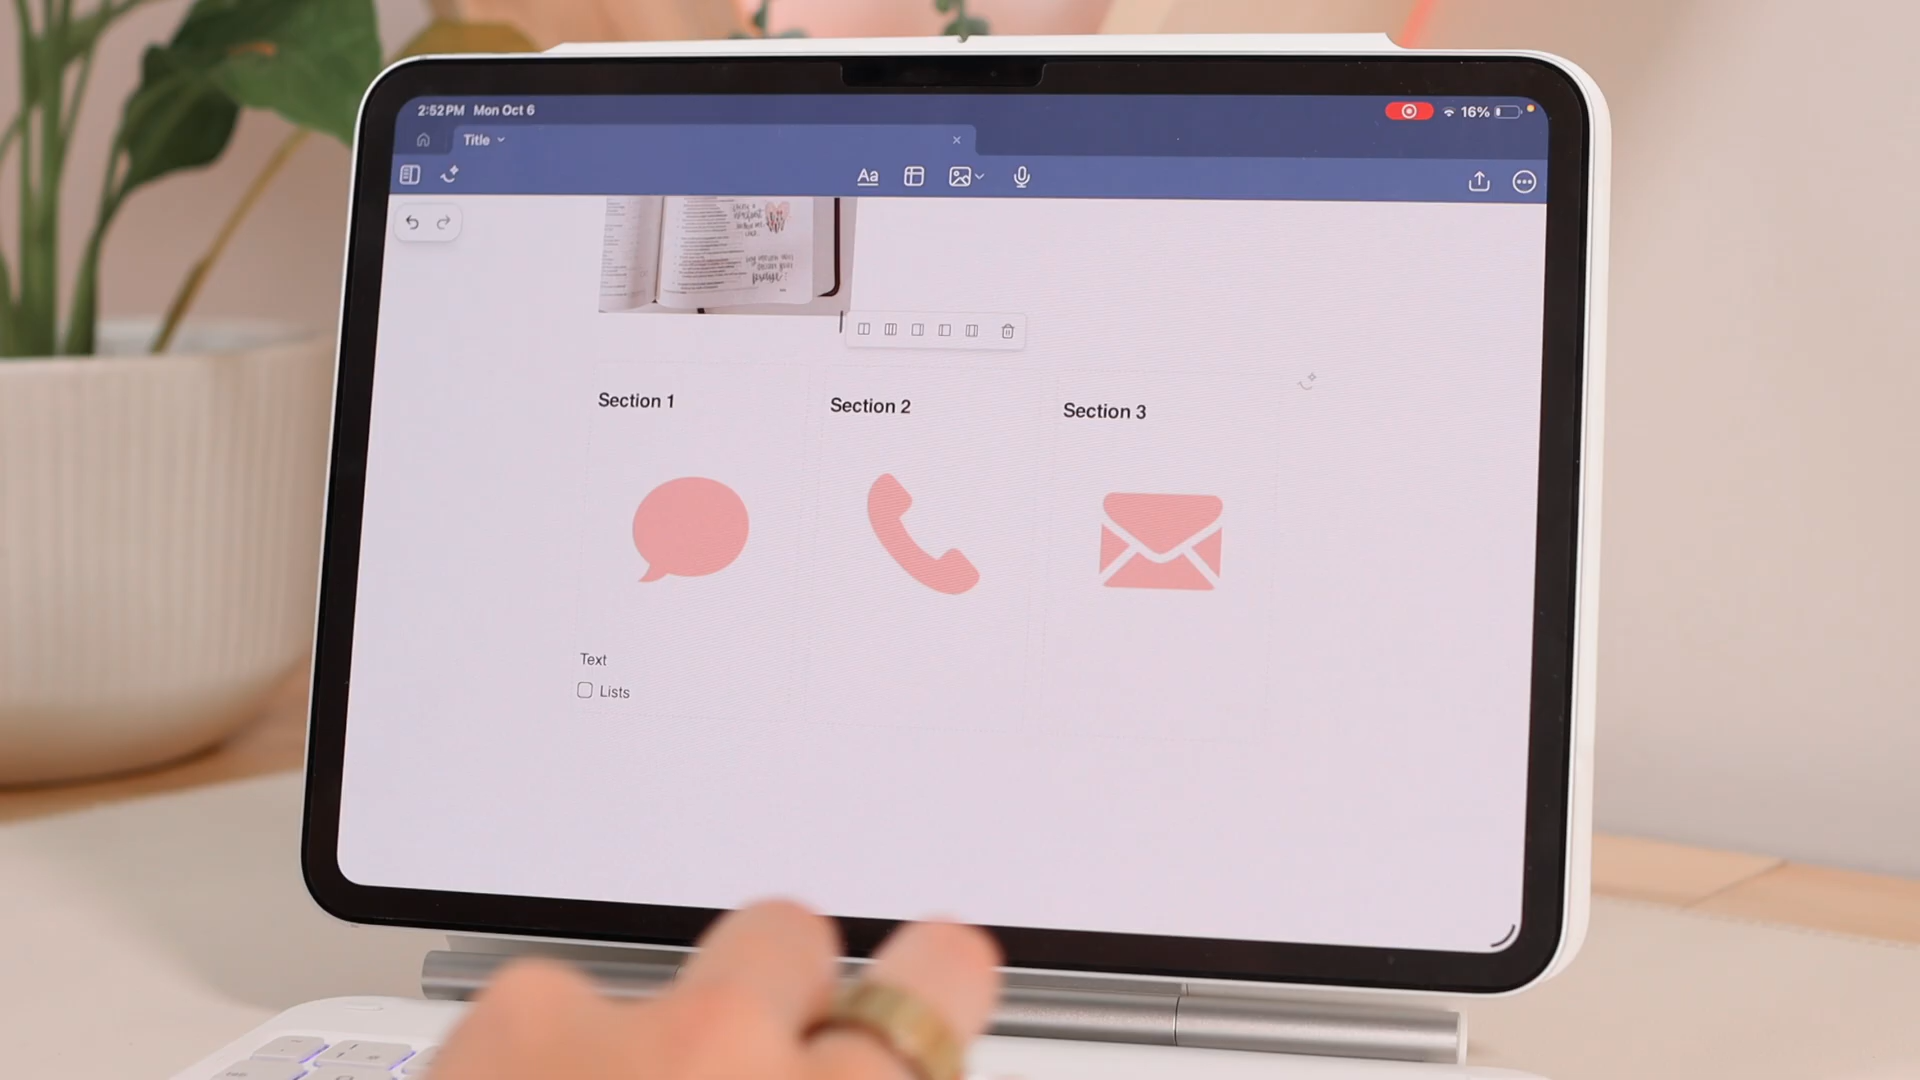 2:52 PM Mon Oct 6
16%
Title
Aa
Section 1
Section 2
Section 3
Text
Lists